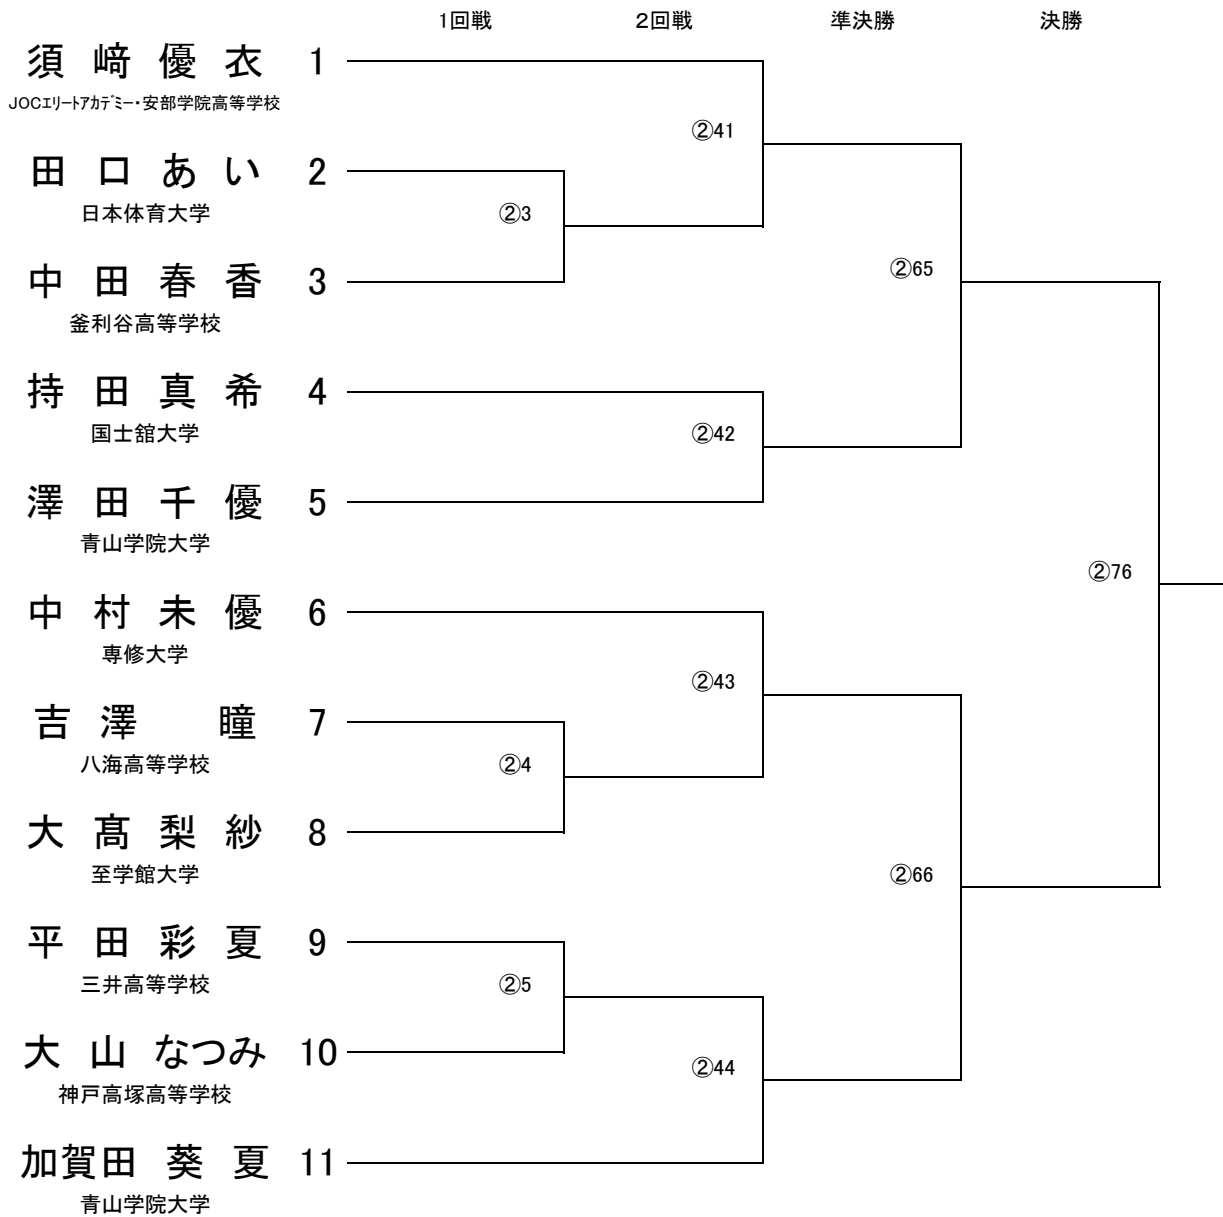 1回戦 2回戦 準決勝 決勝
須﨑優衣 1
JOCｴﾘｰﾄｱｶﾃﾞﾐｰ・安部学院高等学校
②41
田口あい 2
日本体育大学
②3
中田春香 3
②65
釜利谷高等学校
持田真希 4
国士舘大学
②42
澤田千優 5
青山学院大学
②76
中村未優 6
専修大学
②43
吉澤 瞳 7
八海高等学校
②4
大髙梨紗 8
至学館大学
②66
平田彩夏 9
三井高等学校
②5
大山なつみ 10
②44
神戸高塚高等学校
加賀田葵夏 11
青山学院大学